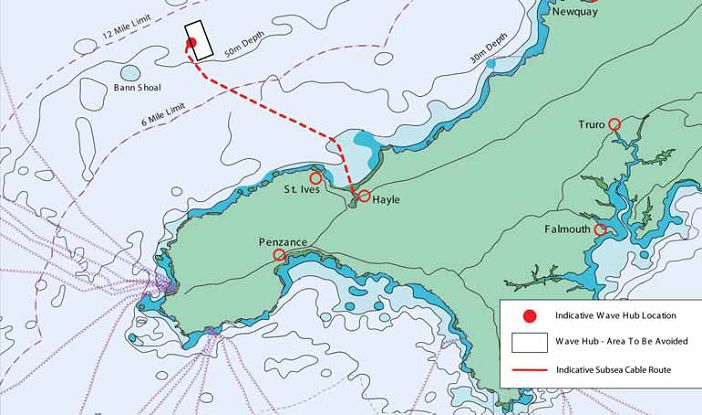 Newquay
12 Mile Limit
50m Depth
30m Depth
Bann Shoal
6 Mile Limit
Truro
St. Ives
Hayle
Falmouth
Penzance
Indicative Wave Hub Location
Wave Hub - Area To Be Avoided
Indicative Subsea Cable Route